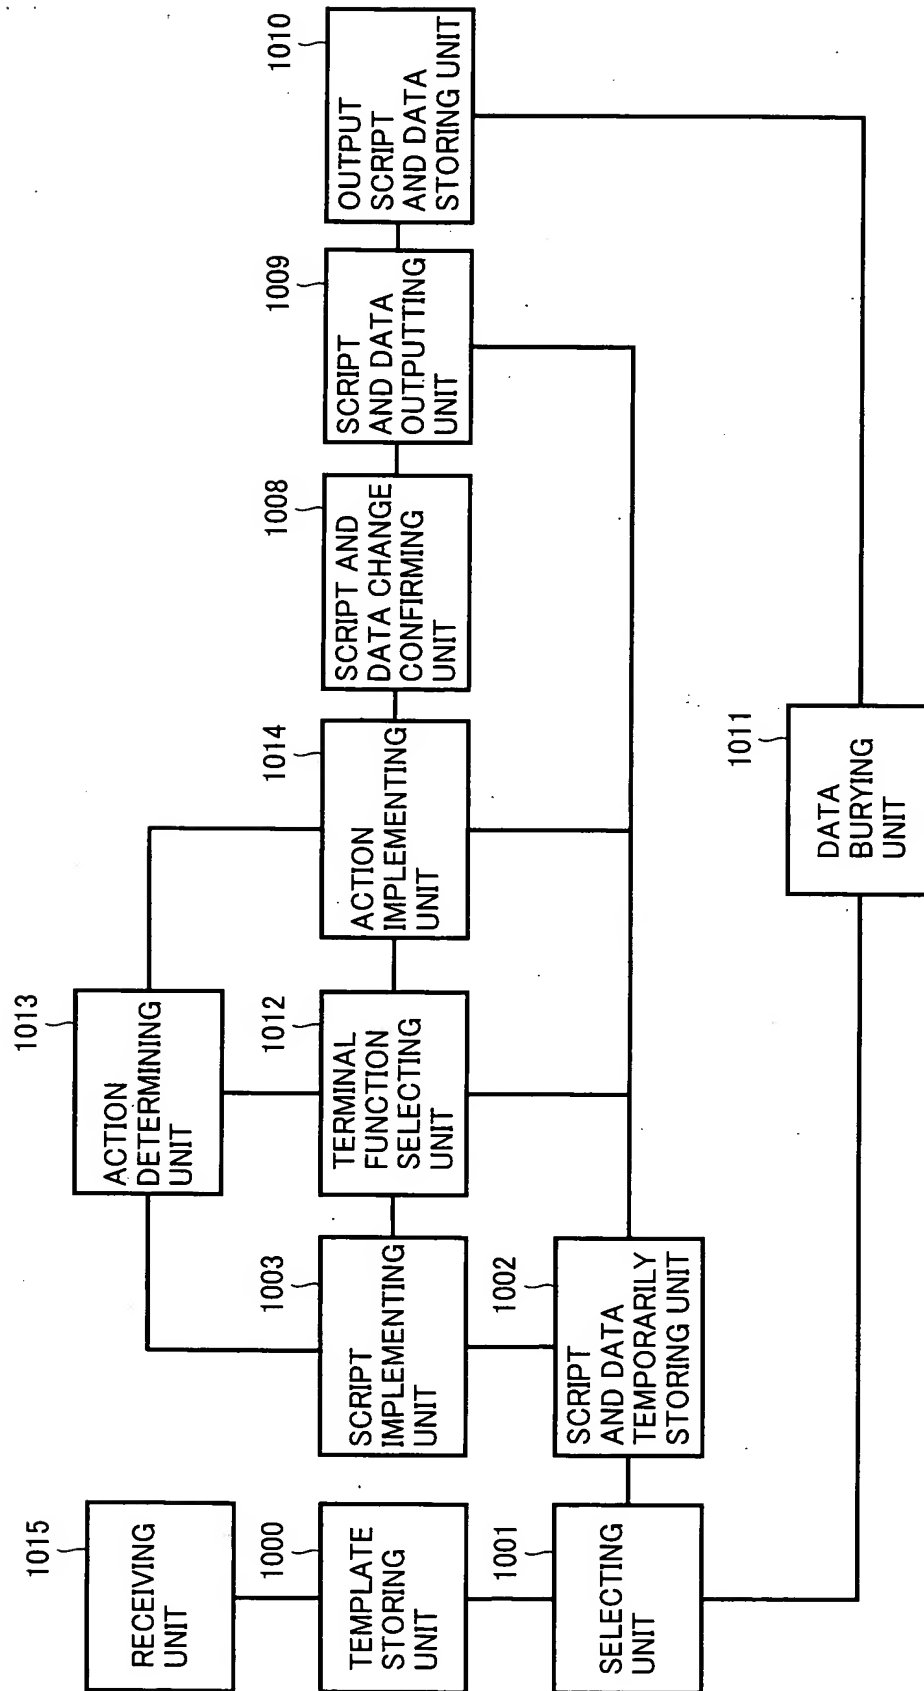 1015
RECEIVING
UNIT
1000
TEMPLATE
STORING
UNIT
1001
SELECTING
UNIT
1013
ACTION
DETERMINING
UNIT
1003
SCRIPT
IMPLEMENTING
UNIT
1002
SCRIPT
AND DATA
TEMPORARILY
STORING UNIT
1012
TERMINAL
FUNCTION
SELECTING
UNIT
1014
ACTION
IMPLEMENTING
UNIT
1008
SCRIPT AND
DATA CHANGE
CONFIRMING
UNIT
1009
SCRIPT
AND DATA
OUTPUTTING
UNIT
1010
OUTPUT
SCRIPT
AND DATA
STORING UNIT
1011
DATA
BURYING
UNIT